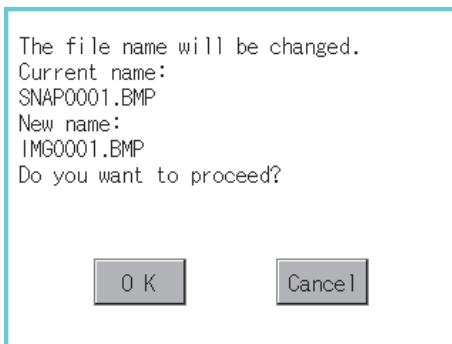 The file name will be changed.
Current name:
SNAP0001.BMP
New name:
IMG0001.BMP
Do you want to proceed?
O K
Cancel